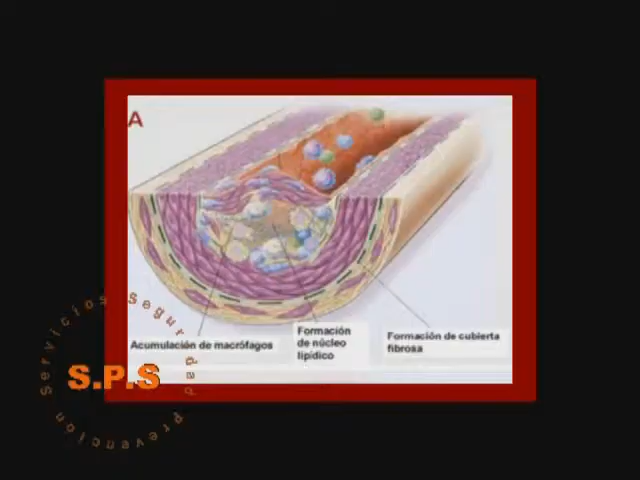 A
Acumulación de macrófagos
Formación
de núcleo
lipídico
Formación de cubierta
fibrosa
S.P.S
Servicios Seguridad Prevencion